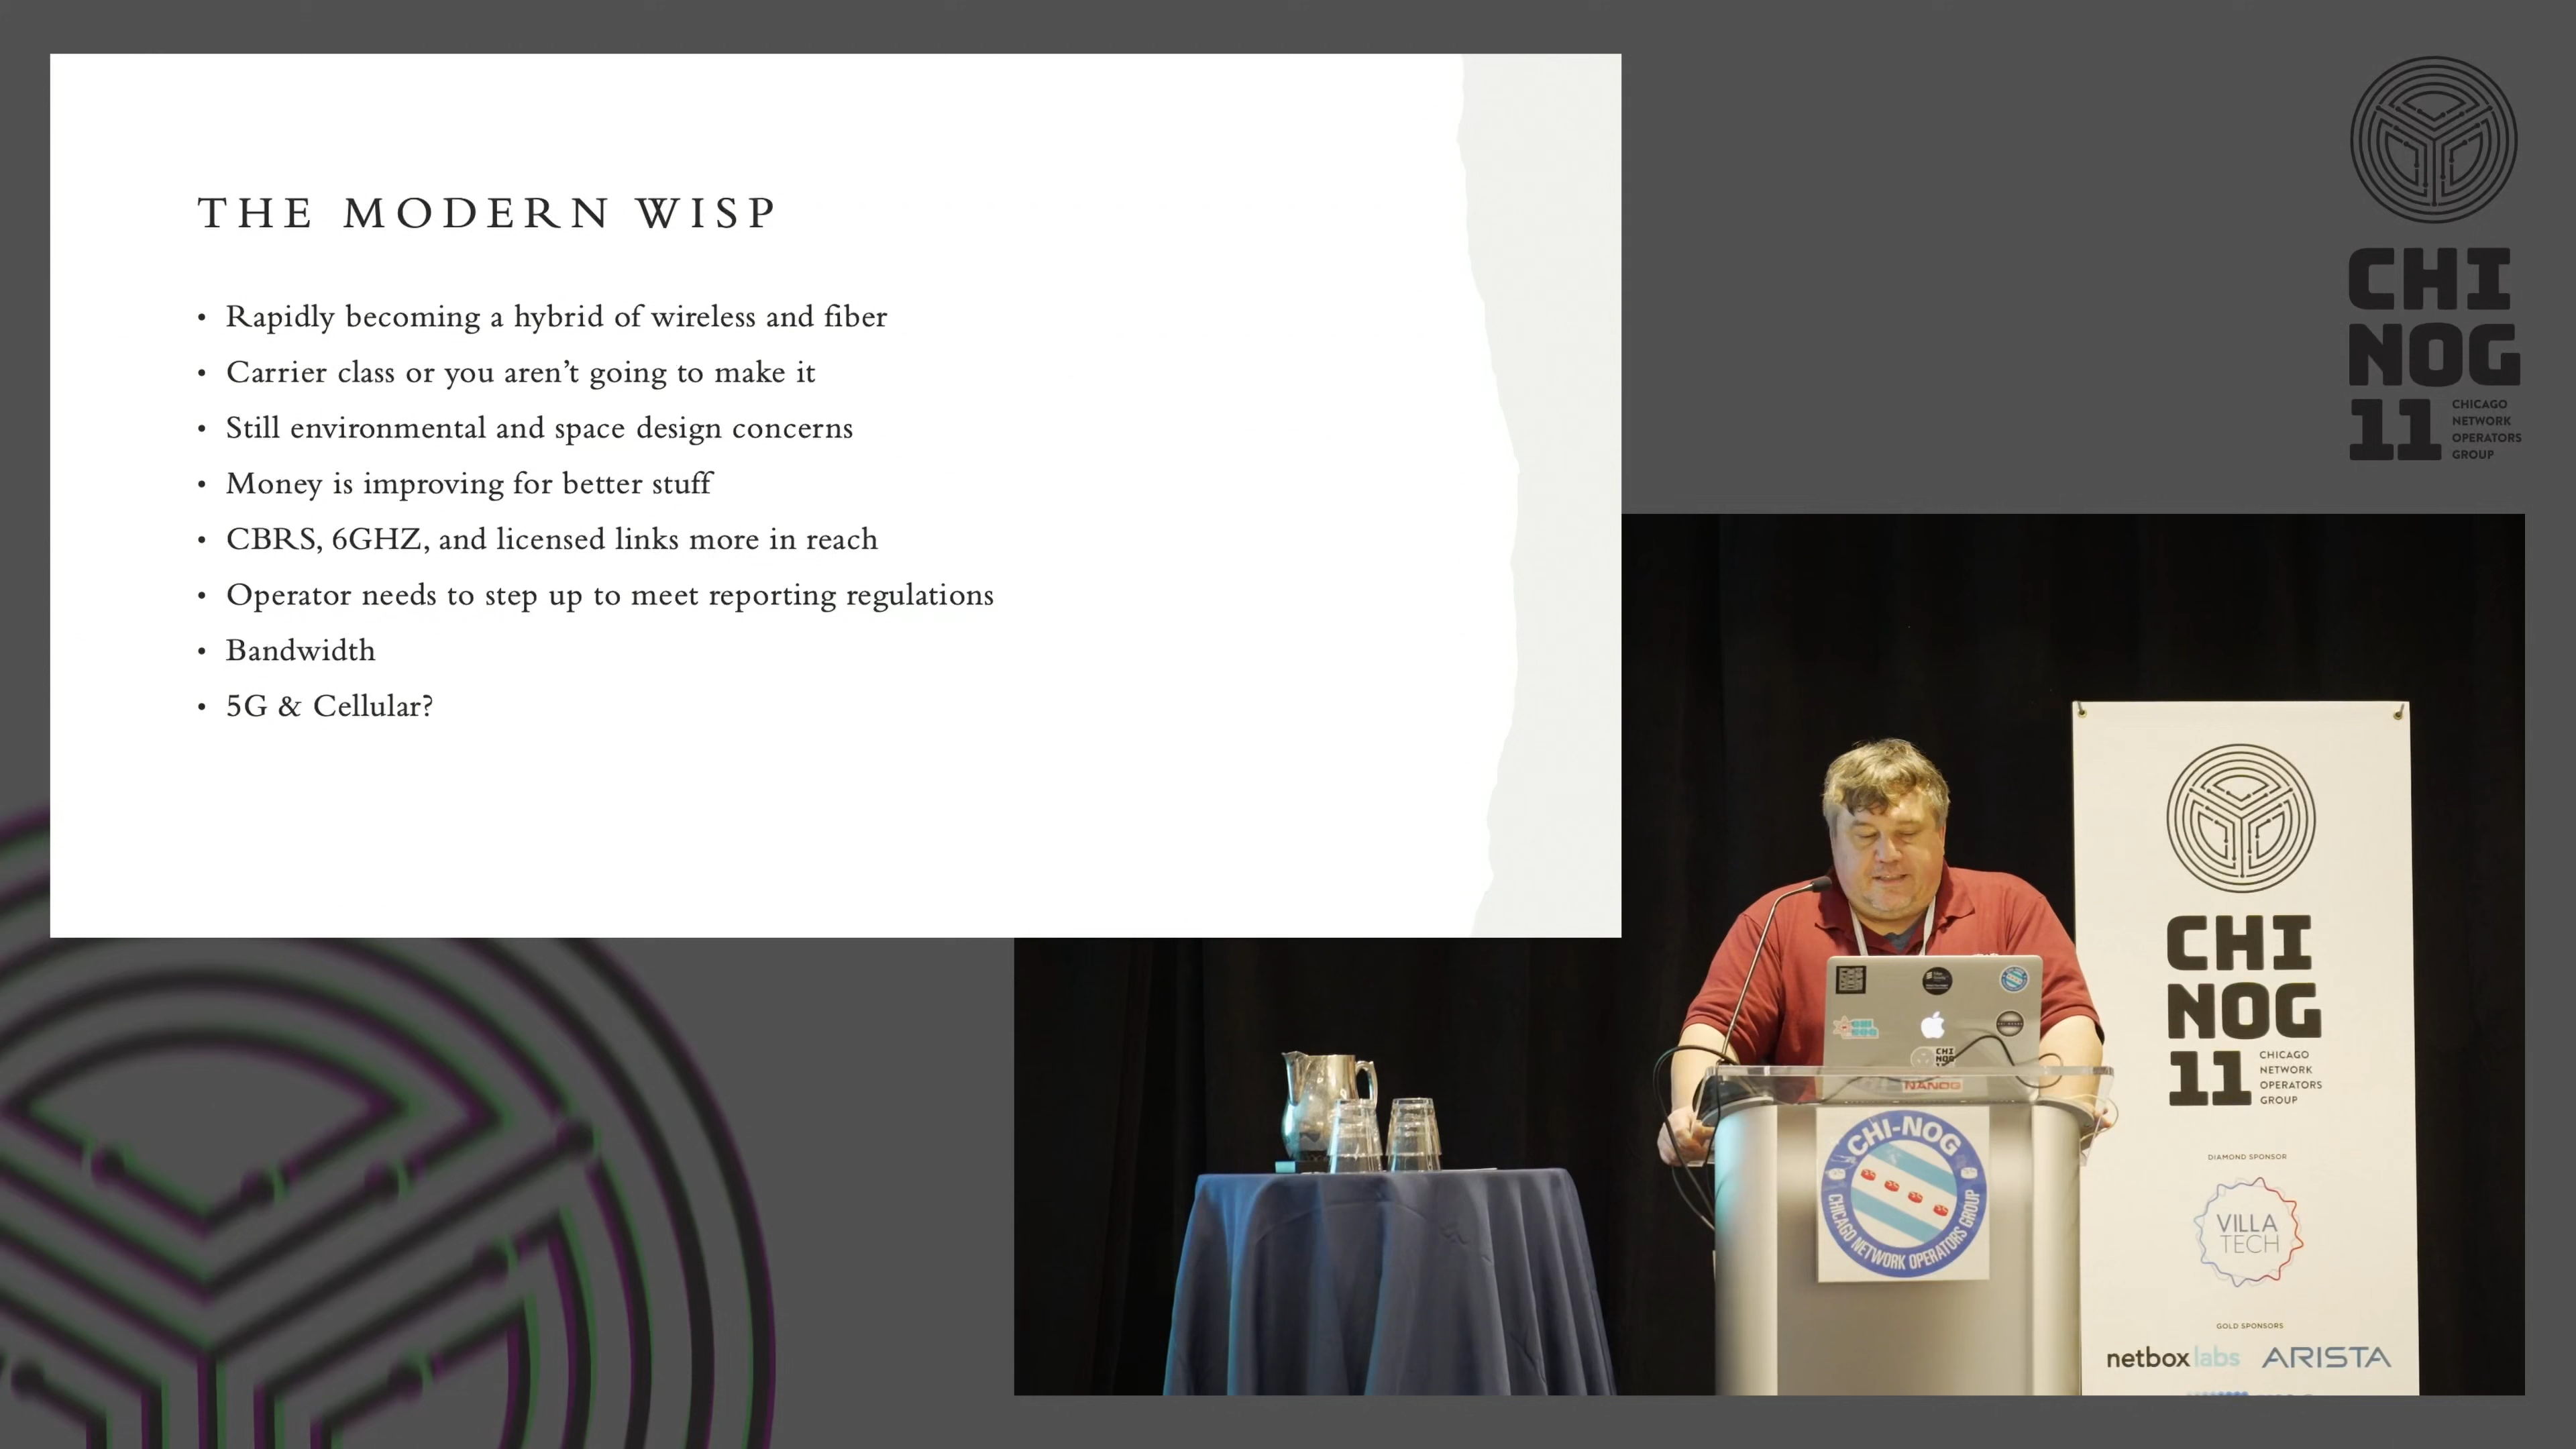 THE MODERN WISP
• Rapidly becoming a hybrid of wireless and fiber
• Carrier class or you aren't going to make it
• Still environmental and space design concerns
• Money is improving for better stuff
• CBRS, 6GHZ, and licensed links more in reach
• Operator needs to step up to meet reporting regulations
• Bandwidth
• 5G & Cellular?
CHI
NOG
11
CHICAGO
NETWORK
OPERATORS
GROUP
CHI
NOG
11
CHICAGO
NETWORK
OPERATORS
GROUP
DIAMOND SPONSOR
VILLA
TECH
GOLD SPONSORS
netboxlabs
ARISTA
CHI
NOG
NANOG
CHI-NOG
CHICAGO NETWORK OPERATORS GROUP